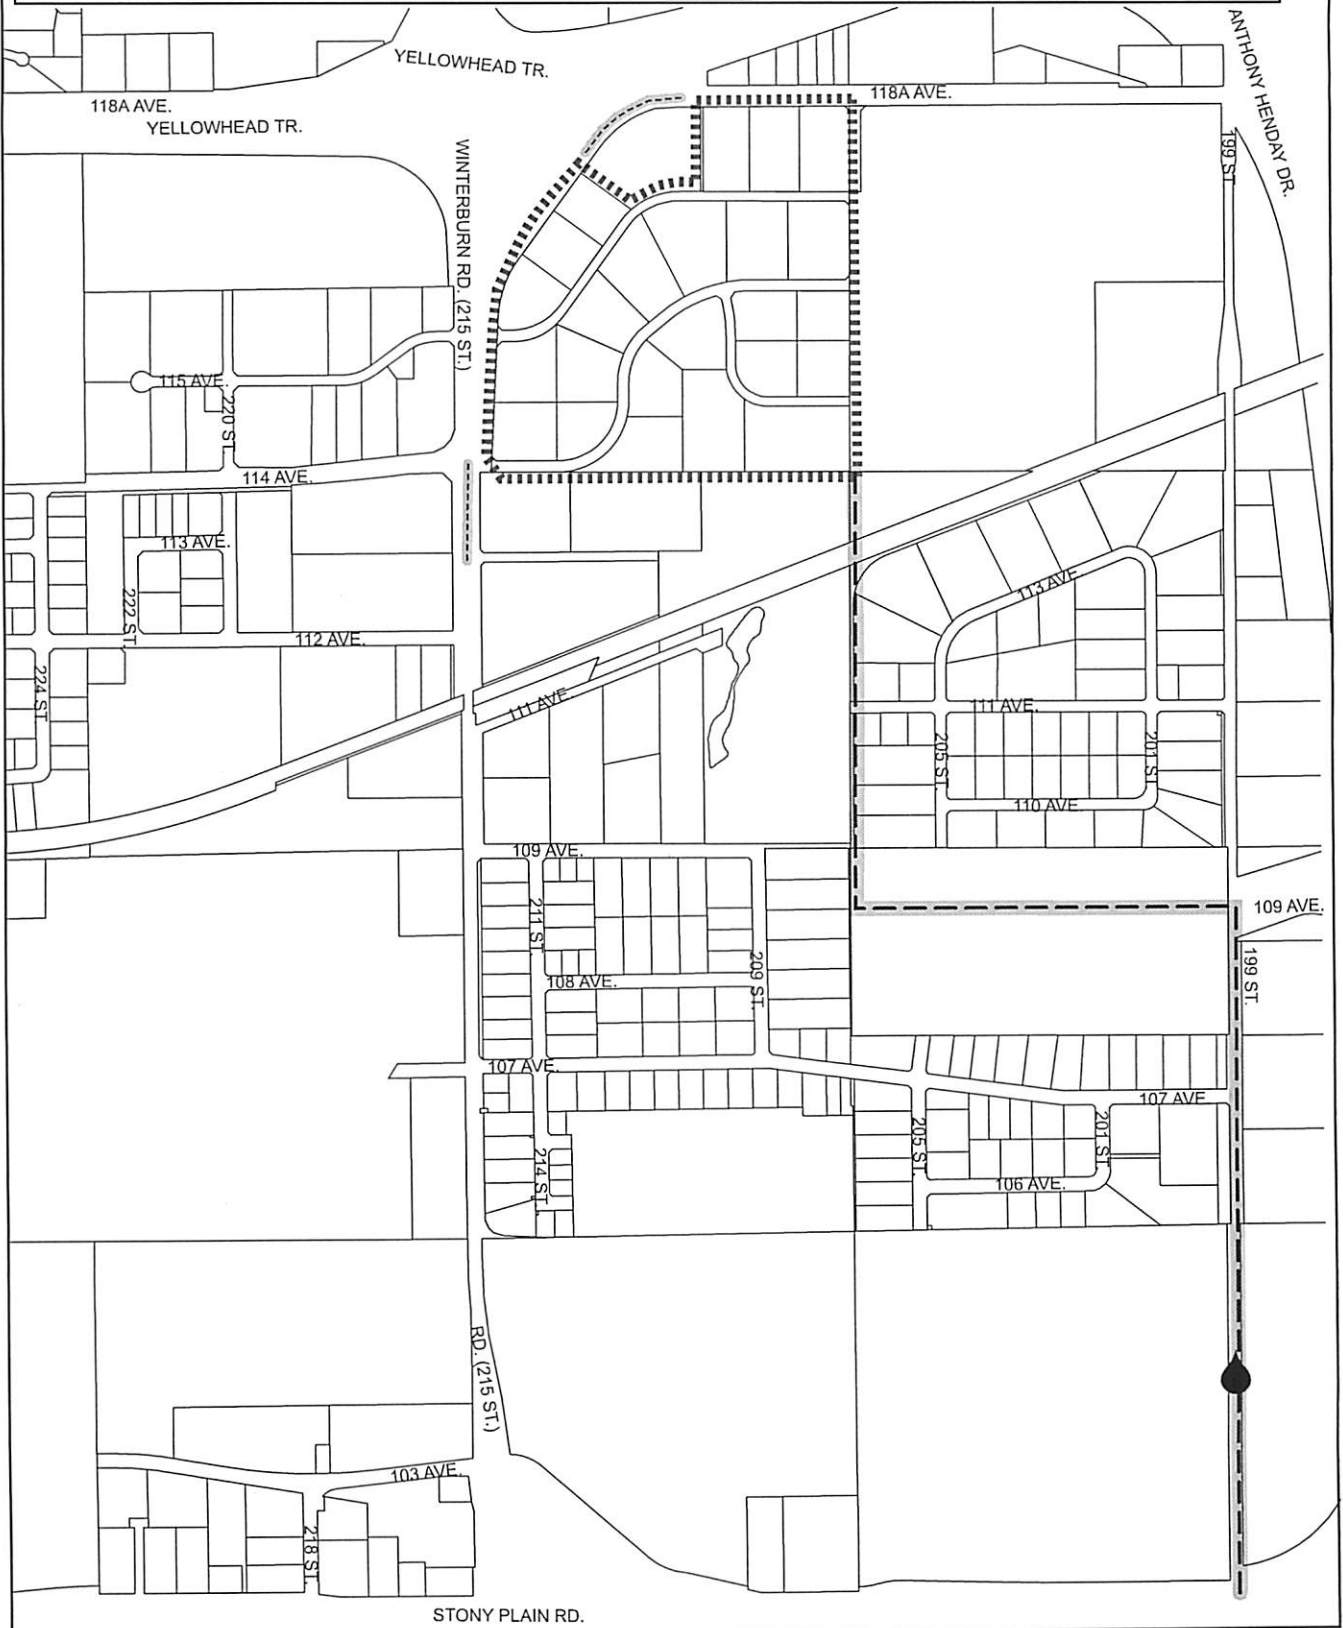 YELLOWHEAD TR.
ANTHONY HENDAY DR.
118A AVE.
118A AVE.
YELLOWHEAD TR.
WINTERBURN RD. (215 ST.)
199 ST
115 AVE.
220 ST.
114 AVE.
113 AVE.
113 AVE
222 ST.
112 AVE.
224 ST.
111 AVE.
111 AVE.
205 ST.
201 ST
110 AVE.
109 AVE.
109 AVE.
211 ST.
209 ST.
199 ST.
108 AVE.
107 AVE.
107 AVE
205 ST.
201 ST
214 ST.
106 AVE.
RD. (215 ST.)
103 AVE.
218 ST.
STONY PLAIN RD.